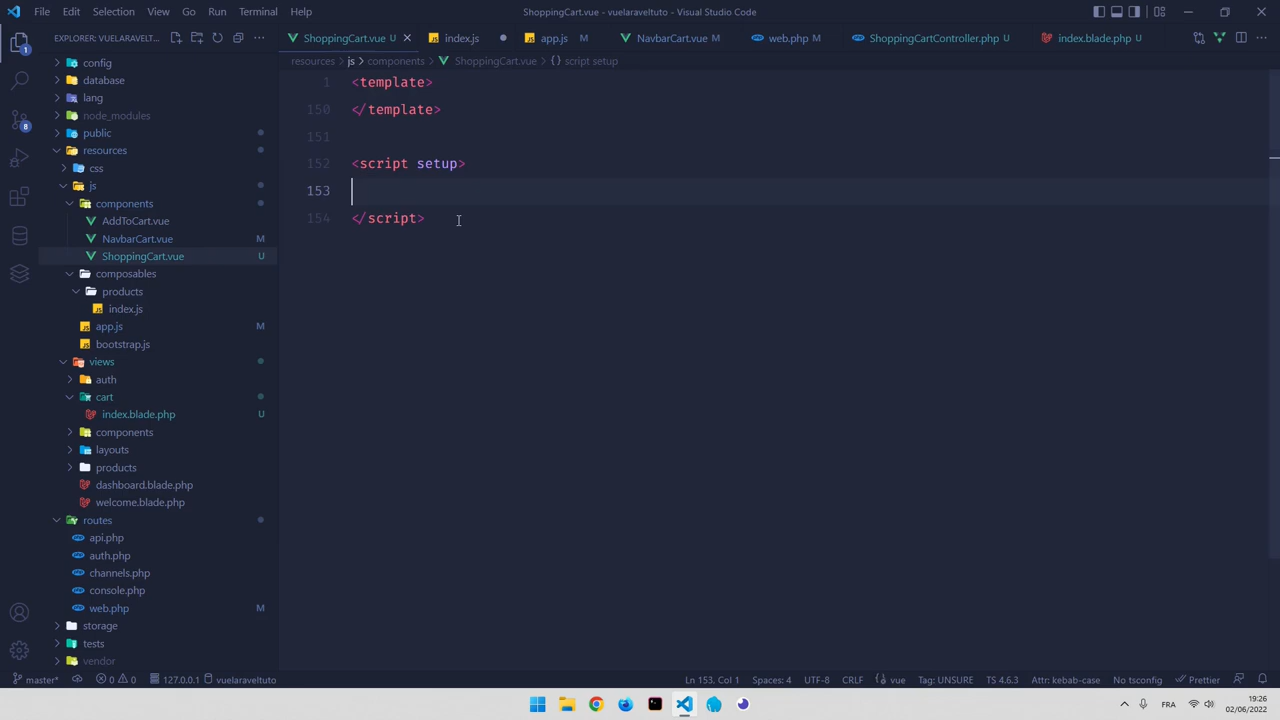 File Edit Selection View Go Run Terminal Help
ShoppingCart.vue - vuelaraveltuto - Visual Studio Code
EXPLORER: VUELARAVELT...
ShoppingCart.vue U
index.js
app.js M
NavbarCart.vue M
web.php M
ShoppingCartController.php U
index.blade.php U
resources > js > components > ShoppingCart.vue > {} script setup
1 <template>
150 </template>
151
152 <script setup>
153
154 </script>
1
8
config
database
lang
node_modules
public
resources
css
js
components
AddToCart.vue
NavbarCart.vue M
ShoppingCart.vue U
composables
products
index.js
app.js M
bootstrap.js
views
auth
cart
index.blade.php U
components
layouts
products
dashboard.blade.php
welcome.blade.php
routes
api.php
auth.php
channels.php
console.php
web.php M
storage
tests
vendor
master* 0 0 127.0.0.1 vuelaraveltuto
Ln 153, Col 1 Spaces: 4 UTF-8 CRLF {} vue Tag: UNSURE TS 4.6.3 Attr: kebab-case No tsconfig Prettier
FRA
19:26
02/06/2022